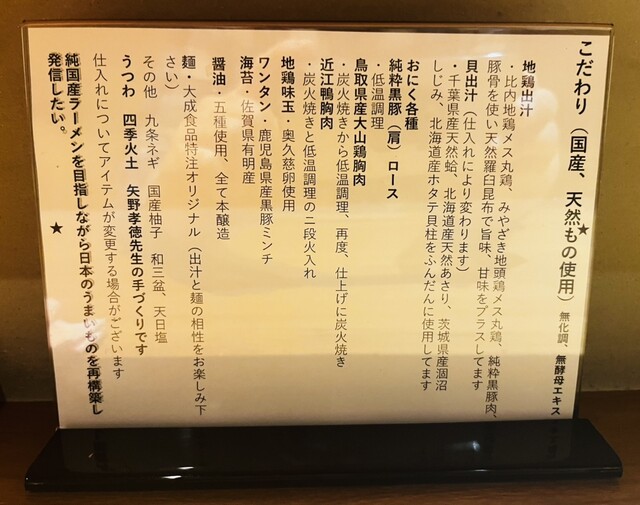 こだわり（国産、天然もの使用）無化調、無酵母エキス
地鶏出汁
・比内地鶏メス丸鶏、みやざき地頭鶏メス丸鶏、純粋黒豚肉、
豚骨を使い天然羅臼昆布で旨味、甘味をプラスしてます
貝出汁（仕入れにより変わります）
・千葉県産天然蛤、北海道産天然あさり、茨城県産涸沼
しじみ、北海道産ホタテ貝柱をふんだんに使用してます
おにく各種
純粋黒豚（肩）ロース
・低温調理
鳥取県産大山鶏胸肉
・炭火焼きから低温調理、再度、仕上げに炭火焼き
近江鴨胸肉
・炭火焼きと低温調理の二段火入れ
地鶏味玉・奥久慈卵使用
ワンタン・鹿児島県産黒豚ミンチ
海苔・佐賀県有明産
醤油・五種使用、全て本醸造
麺・大成食品特注オリジナル（出汁と麺の相性をお楽しみ下
さい）
その他 九条ネギ 国産柚子 和三盆、天日塩
うつわ 四季火土 矢野孝徳先生の手づくりです
仕入れについてアイテムが変更する場合がございます
純国産ラーメンを目指しながら日本のうまいものを再構築し
発信したい。